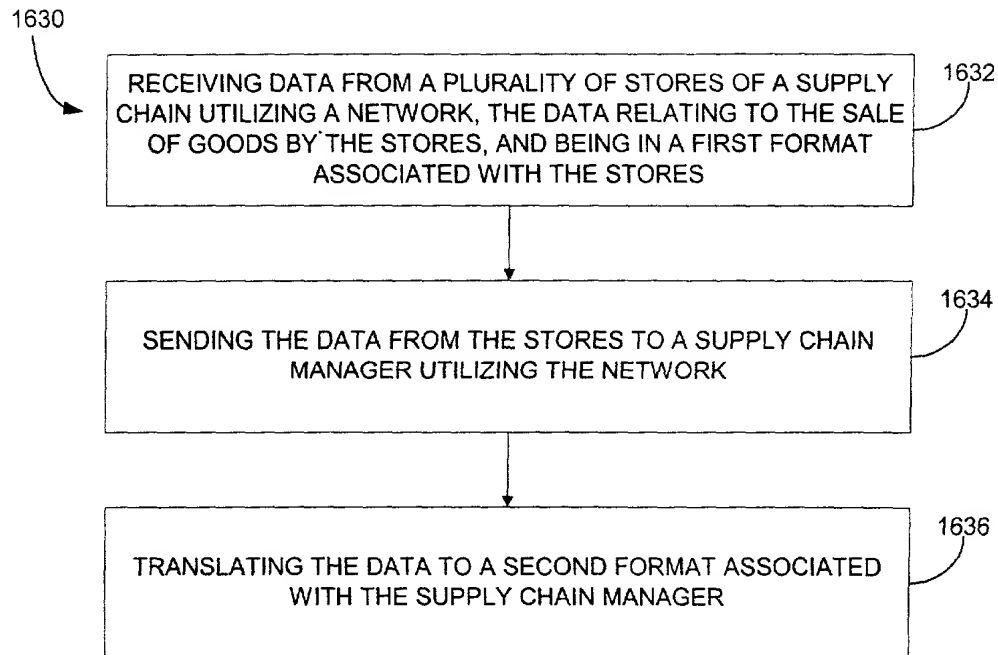 1630
RECEIVING DATA FROM A PLURALITY OF STORES OF A SUPPLY
CHAIN UTILIZING A NETWORK, THE DATA RELATING TO THE SALE
OF GOODS BY THE STORES, AND BEING IN A FIRST FORMAT
ASSOCIATED WITH THE STORES
1632
SENDING THE DATA FROM THE STORES TO A SUPPLY CHAIN
MANAGER UTILIZING THE NETWORK
1634
TRANSLATING THE DATA TO A SECOND FORMAT ASSOCIATED
WITH THE SUPPLY CHAIN MANAGER
1636